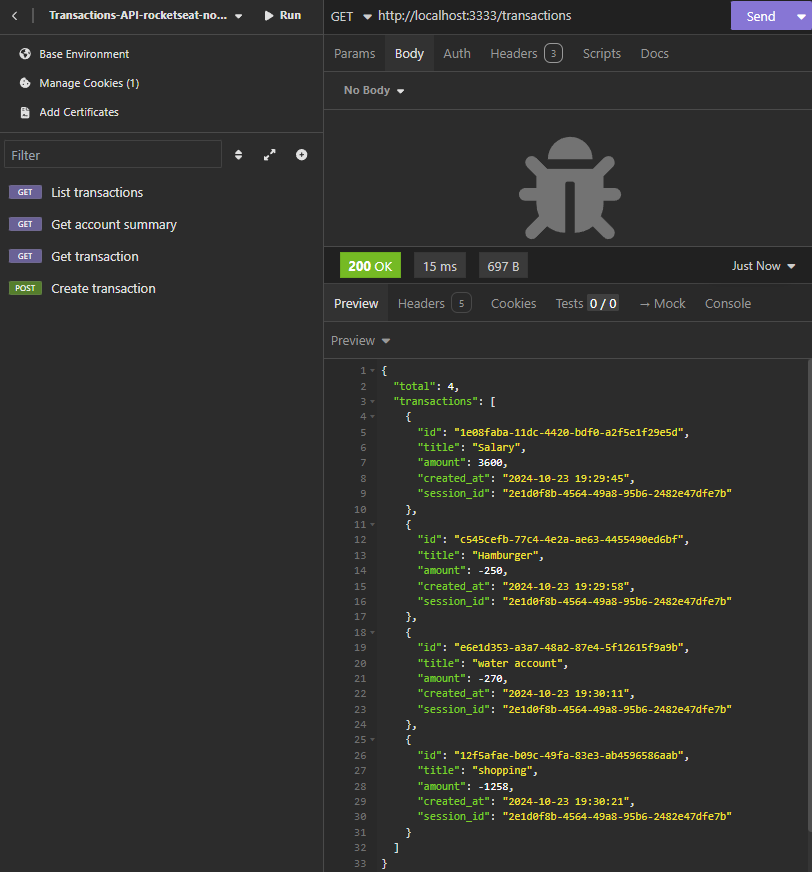 Transactions-API-rocketseat-no...
Run
Base Environment
Manage Cookies (1)
Add Certificates
Filter
GET List transactions
GET Get account summary
GET Get transaction
POST Create transaction
GET http://localhost:3333/transactions
Send
Params Body Auth Headers 3 Scripts Docs
No Body
200 OK 15 ms 697 B Just Now
Preview Headers 5 Cookies Tests 0 / 0 → Mock Console
Preview
1 {
2 "total": 4,
3 "transactions": [
4 {
5 "id": "1e08faba-11dc-4420-bdf0-a2f5e1f29e5d",
6 "title": "Salary",
7 "amount": 3600,
8 "created_at": "2024-10-23 19:29:45",
9 "session_id": "2e1d0f8b-4564-49a8-95b6-2482e47dfe7b"
10 },
11 {
12 "id": "c545cefb-77c4-4e2a-ae63-4455490ed6bf",
13 "title": "Hamburger",
14 "amount": -250,
15 "created_at": "2024-10-23 19:29:58",
16 "session_id": "2e1d0f8b-4564-49a8-95b6-2482e47dfe7b"
17 },
18 {
19 "id": "e6e1d353-a3a7-48a2-87e4-5f12615f9a9b",
20 "title": "water account",
21 "amount": -270,
22 "created_at": "2024-10-23 19:30:11",
23 "session_id": "2e1d0f8b-4564-49a8-95b6-2482e47dfe7b"
24 },
25 {
26 "id": "12f5afae-b09c-49fa-83e3-ab4596586aab",
27 "title": "shopping",
28 "amount": -1258,
29 "created_at": "2024-10-23 19:30:21",
30 "session_id": "2e1d0f8b-4564-49a8-95b6-2482e47dfe7b"
31 }
32 ]
33 }